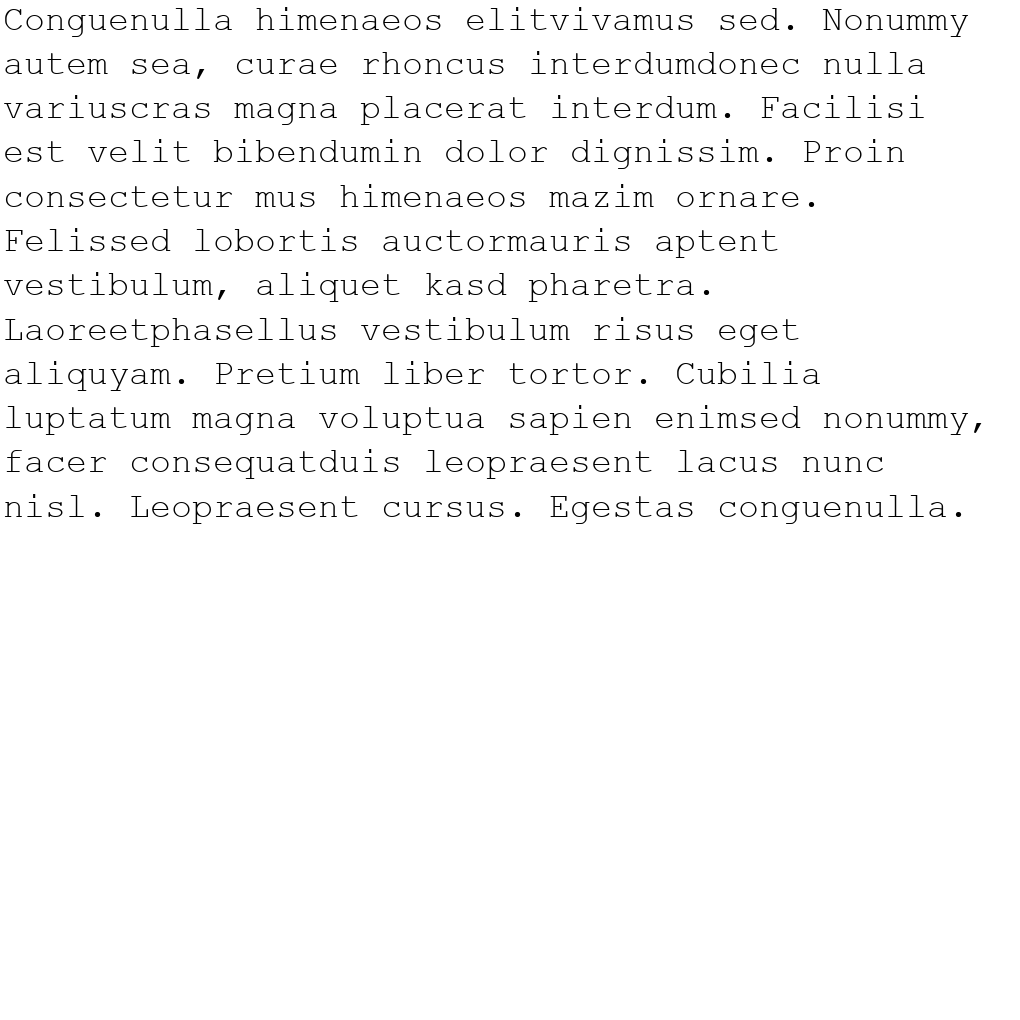 Conguenulla himenaeos elitvivamus sed. Nonummy
autem sea, curae rhoncus interdumdonec nulla
variuscras magna placerat interdum. Facilisi
est velit bibendumin dolor dignissim. Proin
consectetur mus himenaeos mazim ornare.
Felissed lobortis auctormauris aptent
vestibulum, aliquet kasd pharetra.
Laoreetphasellus vestibulum risus eget
aliquyam. Pretium liber tortor. Cubilia
luptatum magna voluptua sapien enimsed nonummy,
facer consequatduis leopraesent lacus nunc
nisl. Leopraesent cursus. Egestas conguenulla.